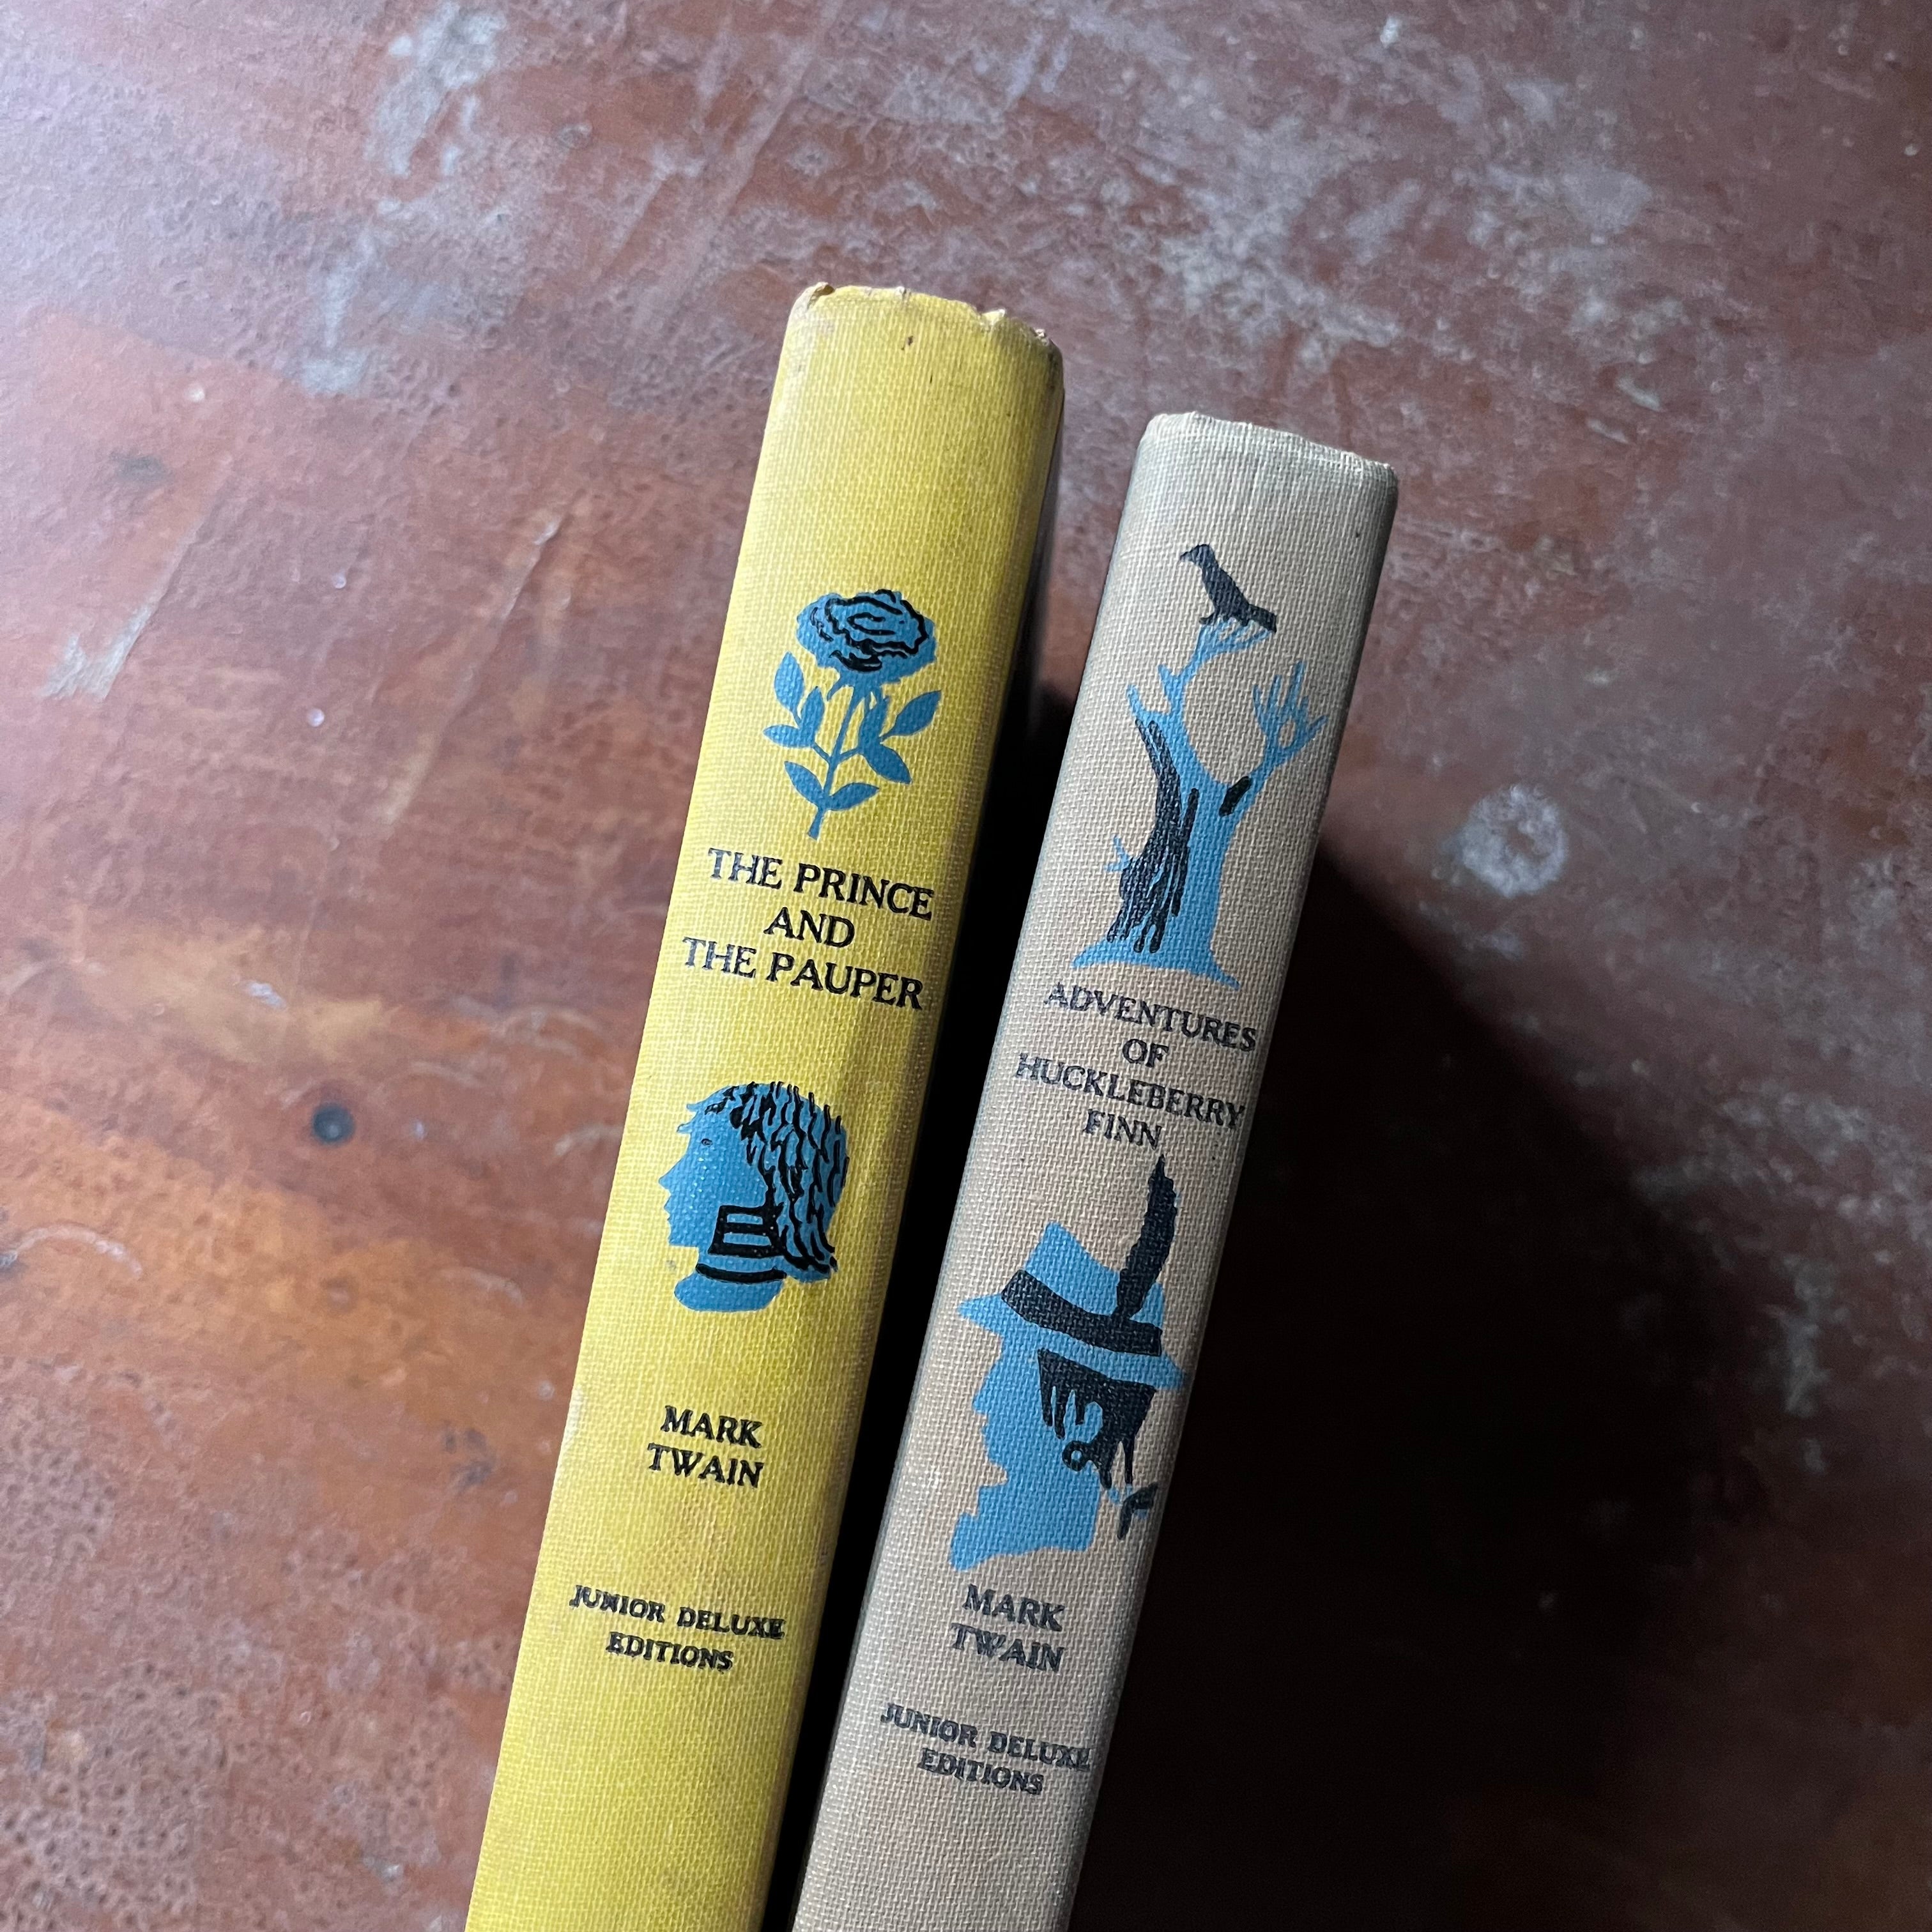 THE PRINCE
AND
THE PAUPER
MARK
TWAIN
JUNIOR DELUXE
EDITIONS
ADVENTURES
OF
HUCKLEBERRY
FINN
MARK
TWAIN
JUNIOR DELUXE
EDITIONS